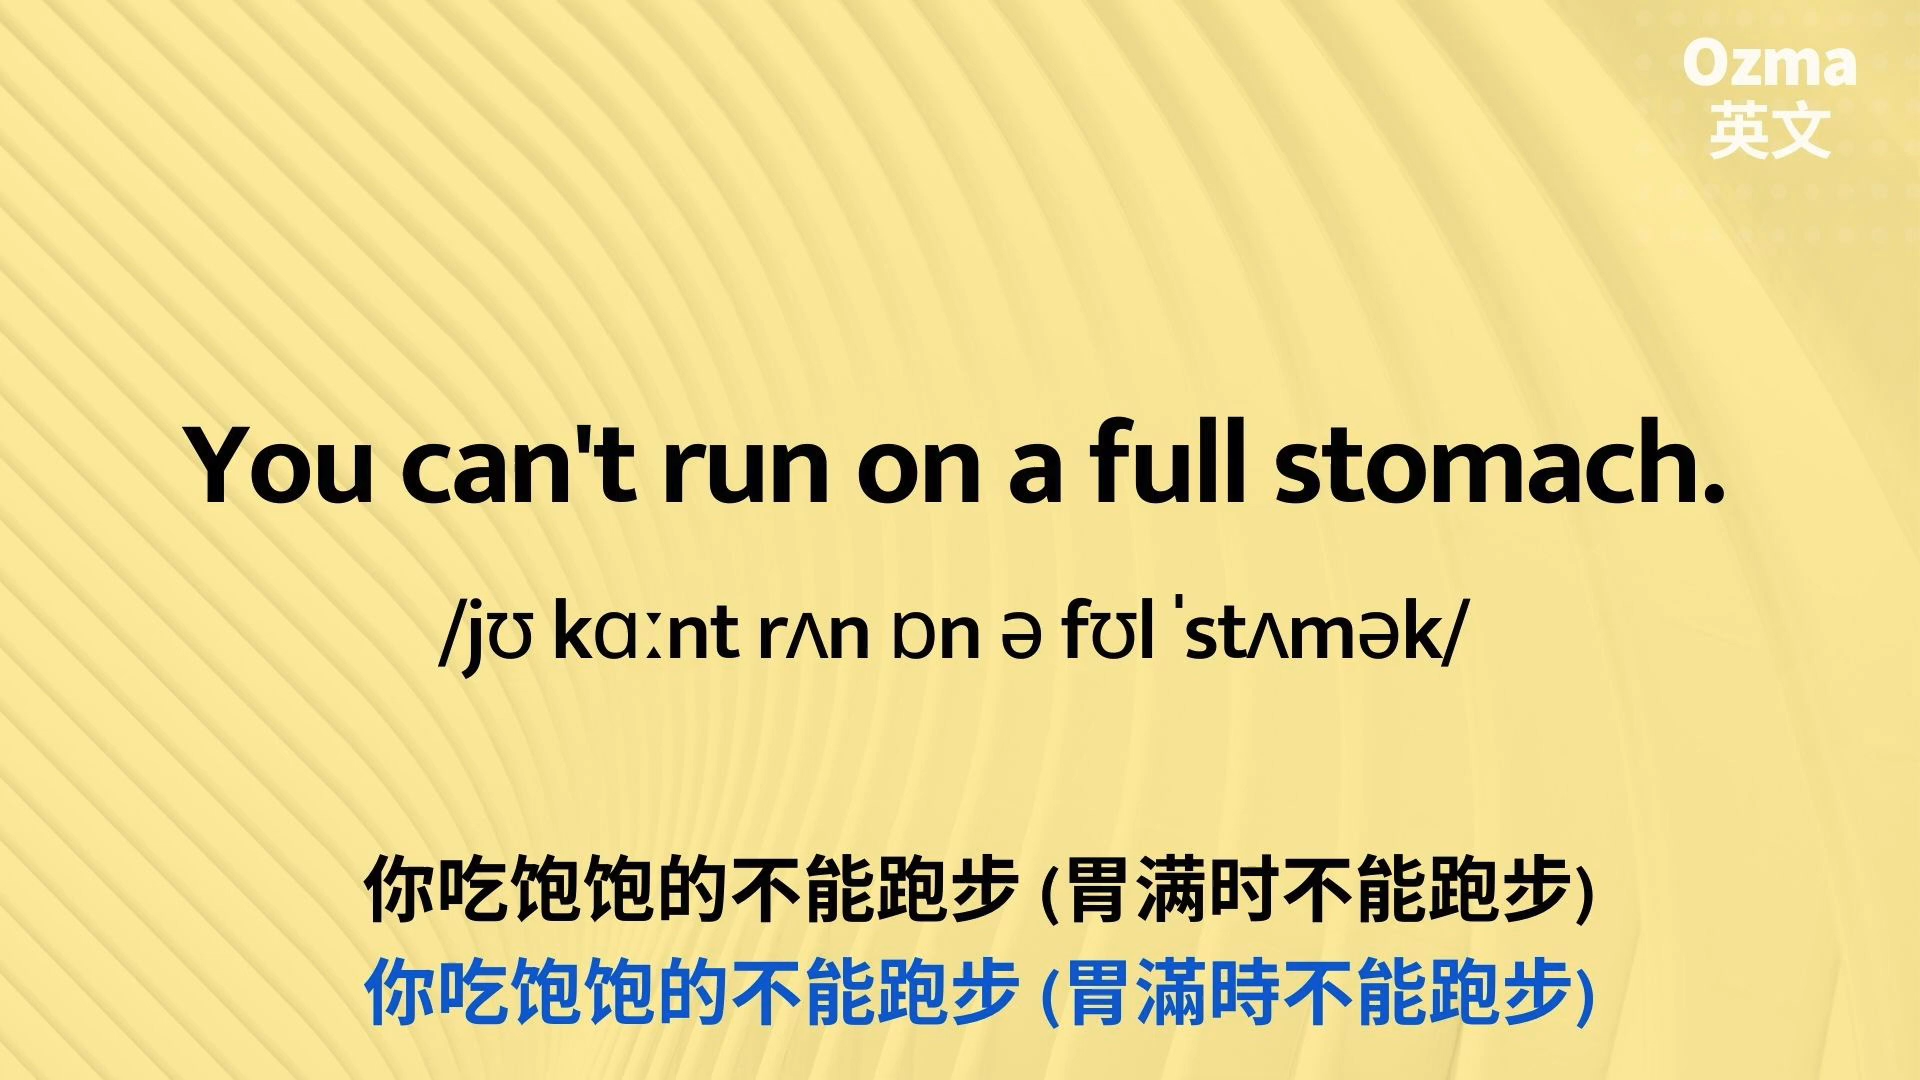 Ozma
英文
You can't run on a full stomach.
/jʊ kɑːnt rʌn ɒn ə fʊl ˈstʌmək/
你吃饱饱的不能跑步 (胃满时不能跑步)
你吃饱饱的不能跑步 (胃滿時不能跑步)